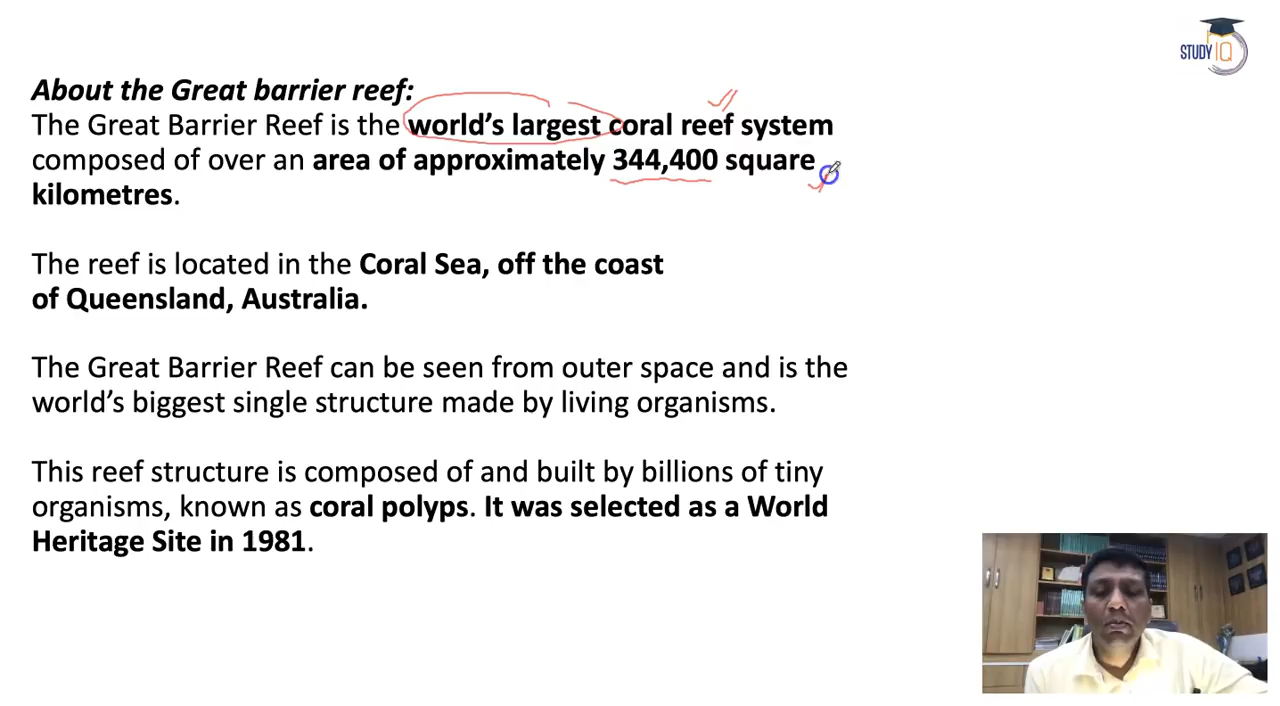 STUDY IQ
About the Great barrier reef:
The Great Barrier Reef is the world's largest coral reef system
composed of over an area of approximately 344,400 square
kilometres.
The reef is located in the Coral Sea, off the coast
of Queensland, Australia.
The Great Barrier Reef can be seen from outer space and is the
world's biggest single structure made by living organisms.
This reef structure is composed of and built by billions of tiny
organisms, known as coral polyps. It was selected as a World
Heritage Site in 1981.